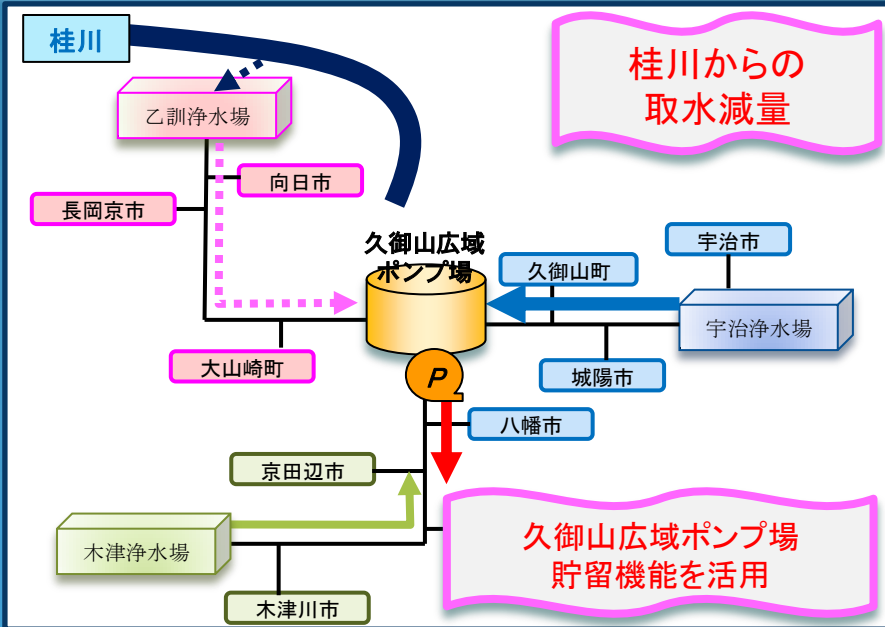 桂川
桂川からの
取水減量
乙訓浄水場
向日市
長岡京市
久御山広域
ポンプ場
久御山町
宇治市
宇治浄水場
大山崎町
城陽市
P
八幡市
京田辺市
木津浄水場
久御山広域ポンプ場
貯留機能を活用
木津川市